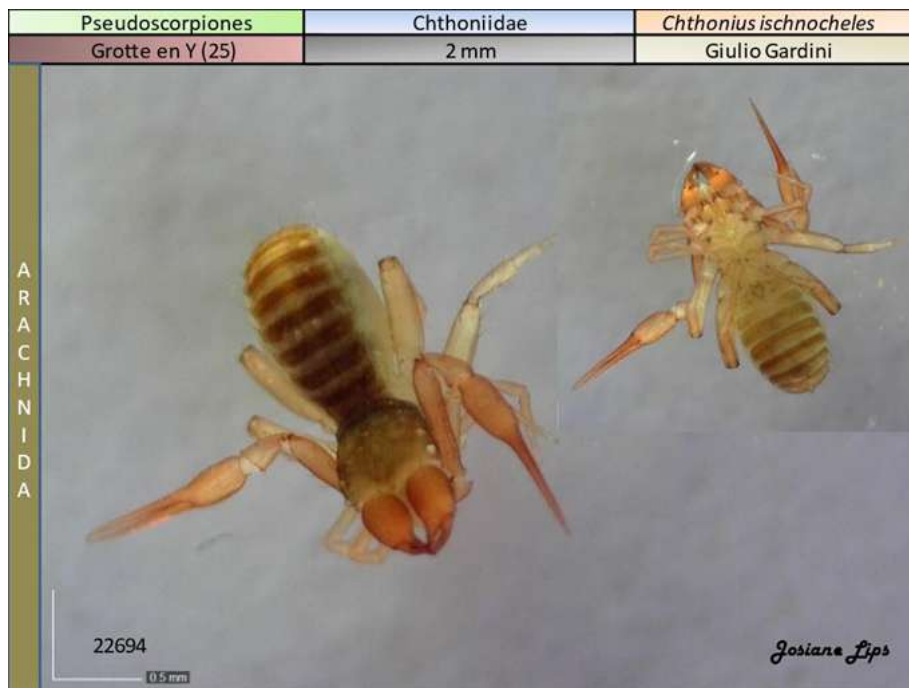 Pseudoscorpiones Chthoniidae Chthonius ischnocheles
Grotte en Y (25) 2 mm Giulio Gardini
ARACHNIDA
22694
0.5 mm
Josiane Lips